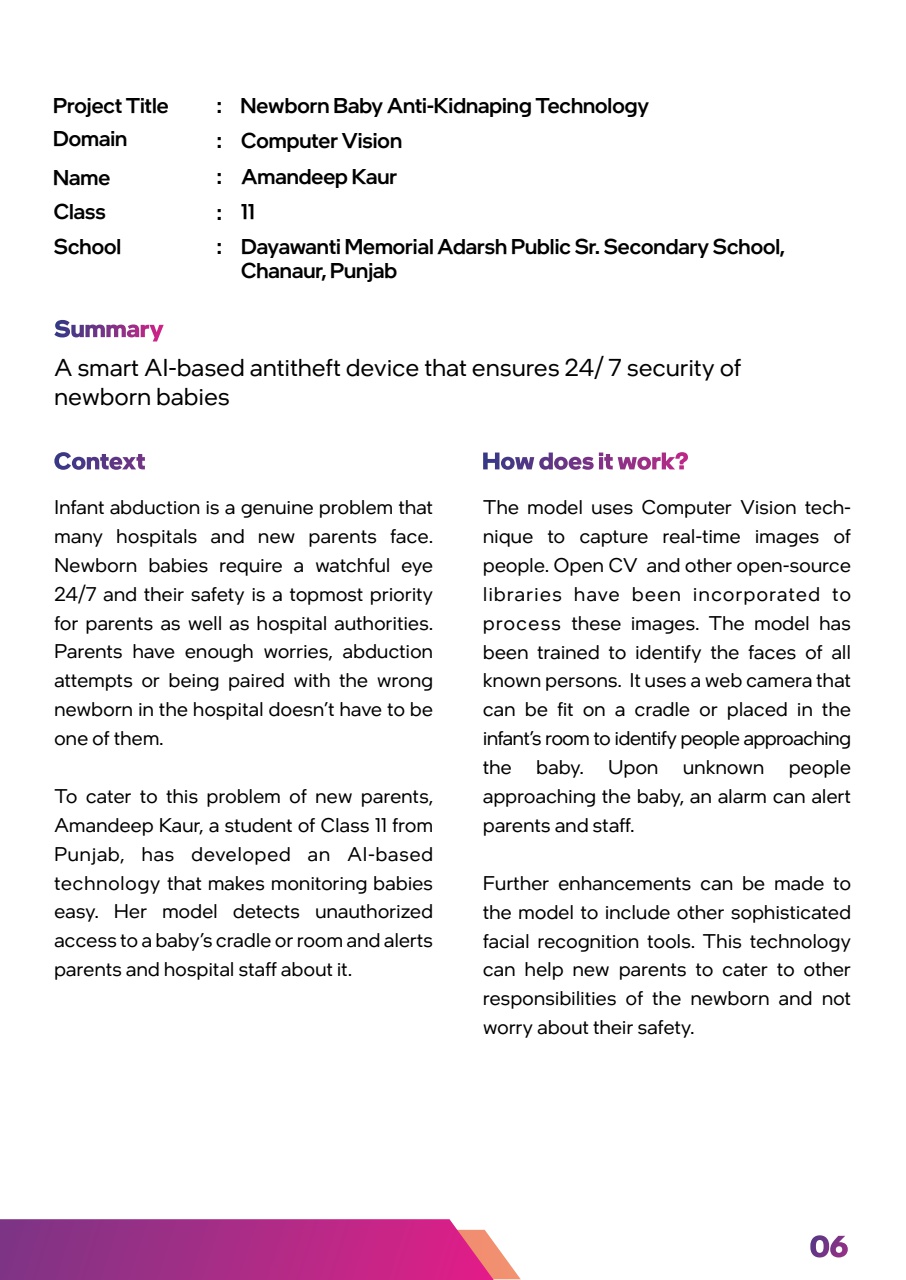 Project Title : Newborn Baby Anti-Kidnaping Technology
Domain : Computer Vision
Name : Amandeep Kaur
Class : 11
School : Dayawanti Memorial Adarsh Public Sr. Secondary School,
Chanaur, Punjab
Summary
A smart AI-based antitheft device that ensures 24/ 7 security of
newborn babies
Context
Infant abduction is a genuine problem that
many hospitals and new parents face.
Newborn babies require a watchful eye
24/7 and their safety is a topmost priority
for parents as well as hospital authorities.
Parents have enough worries, abduction
attempts or being paired with the wrong
newborn in the hospital doesn't have to be
one of them.
To cater to this problem of new parents,
Amandeep Kaur, a student of Class 11 from
Punjab, has developed an AI-based
technology that makes monitoring babies
easy. Her model detects unauthorized
access to a baby's cradle or room and alerts
parents and hospital staff about it.
How does it work?
The model uses Computer Vision tech-
nique to capture real-time images of
people. Open CV and other open-source
libraries have been incorporated to
process these images. The model has
been trained to identify the faces of all
known persons. It uses a web camera that
can be fit on a cradle or placed in the
infant's room to identify people approaching
the baby. Upon unknown people
approaching the baby, an alarm can alert
parents and staff.
Further enhancements can be made to
the model to include other sophisticated
facial recognition tools. This technology
can help new parents to cater to other
responsibilities of the newborn and not
worry about their safety.
06